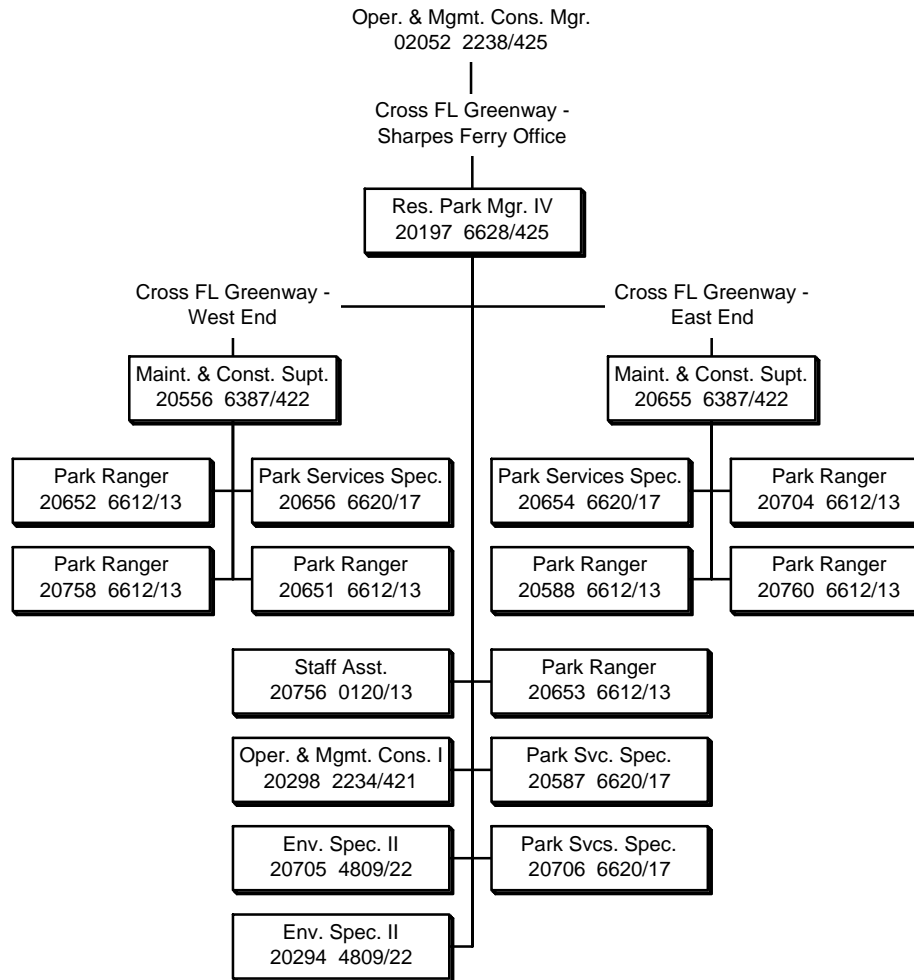 Oper. & Mgmt. Cons. Mgr.
02052 2238/425
Cross FL Greenway -
Sharpes Ferry Office
Res. Park Mgr. IV
20197 6628/425
Cross FL Greenway -
West End
Cross FL Greenway -
East End
Maint. & Const. Supt.
20556 6387/422
Maint. & Const. Supt.
20655 6387/422
Park Ranger
20652 6612/13
Park Services Spec.
20656 6620/17
Park Services Spec.
20654 6620/17
Park Ranger
20704 6612/13
Park Ranger
20758 6612/13
Park Ranger
20651 6612/13
Park Ranger
20588 6612/13
Park Ranger
20760 6612/13
Staff Asst.
20756 0120/13
Park Ranger
20653 6612/13
Oper. & Mgmt. Cons. I
20298 2234/421
Park Svc. Spec.
20587 6620/17
Env. Spec. II
20705 4809/22
Park Svcs. Spec.
20706 6620/17
Env. Spec. II
20294 4809/22